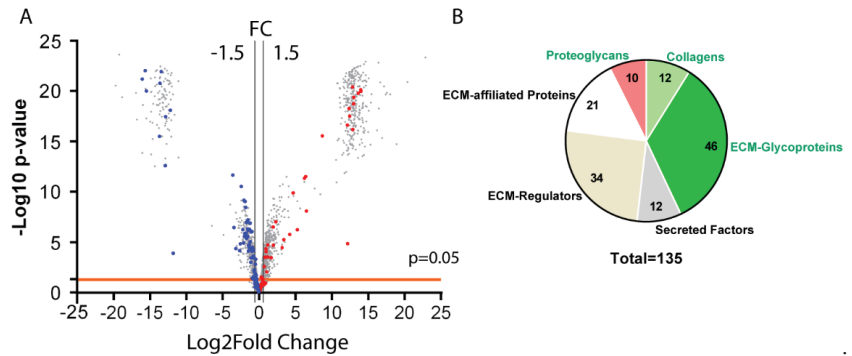 A
FC
-1.5
1.5
-Log10 p-value
30
25
20
15
10
5
0
p=0.05
-25
-20
-15
-10
-5
0
5
10
15
20
25
Log2Fold Change
B
Proteoglycans
Collagens
10
12
ECM-affiliated Proteins
21
46
ECM-Glycoproteins
34
ECM-Regulators
12
Secreted Factors
Total=135
.